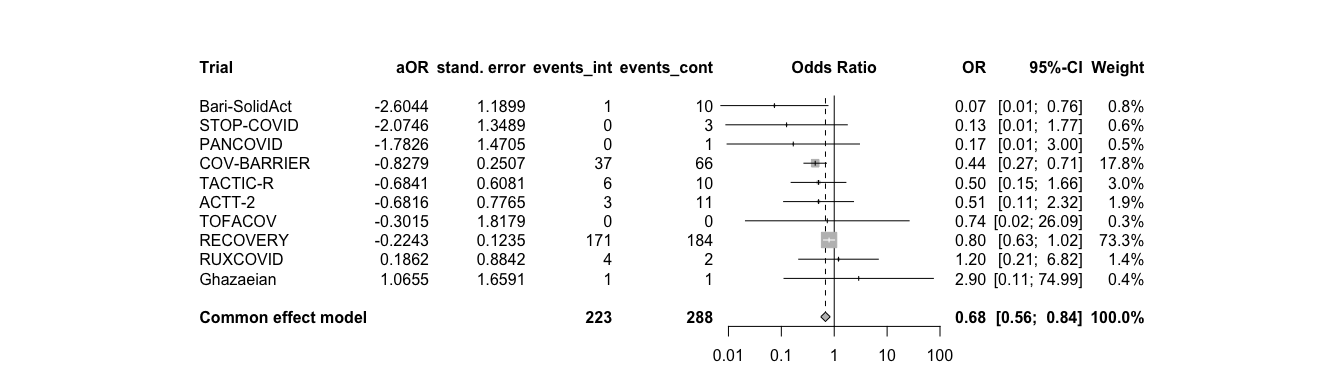 Trial aOR stand. error events_int events_cont Odds Ratio OR 95%-CI Weight
Bari-SolidAct -2.6044 1.1899 1 10 0.07 [0.01; 0.76] 0.8%
STOP-COVID -2.0746 1.3489 0 3 0.13 [0.01; 1.77] 0.6%
PANCOVID -1.7826 1.4705 0 1 0.17 [0.01; 3.00] 0.5%
COV-BARRIER -0.8279 0.2507 37 66 0.44 [0.27; 0.71] 17.8%
TACTIC-R -0.6841 0.6081 6 10 0.50 [0.15; 1.66] 3.0%
ACTT-2 -0.6816 0.7765 3 11 0.51 [0.11; 2.32] 1.9%
TOFACOV -0.3015 1.8179 0 0 0.74 [0.02; 26.09] 0.3%
RECOVERY -0.2243 0.1235 171 184 0.80 [0.63; 1.02] 73.3%
RUXCOVID 0.1862 0.8842 4 2 1.20 [0.21; 6.82] 1.4%
Ghazaeian 1.0655 1.6591 1 1 2.90 [0.11; 74.99] 0.4%
Common effect model 223 288 0.68 [0.56; 0.84] 100.0%
0.01 0.1 1 10 100